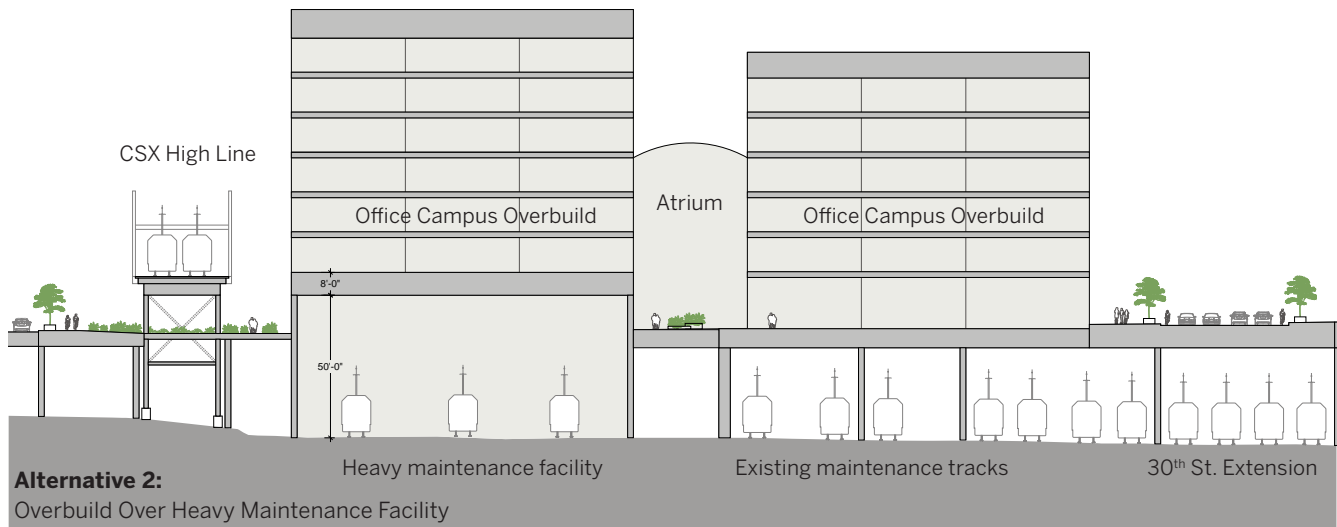 CSX High Line
Office Campus Overbuild
Atrium
Office Campus Overbuild
8'-0"
50'-0"
Heavy maintenance facility
Existing maintenance tracks
30th St. Extension
Alternative 2:
Overbuild Over Heavy Maintenance Facility